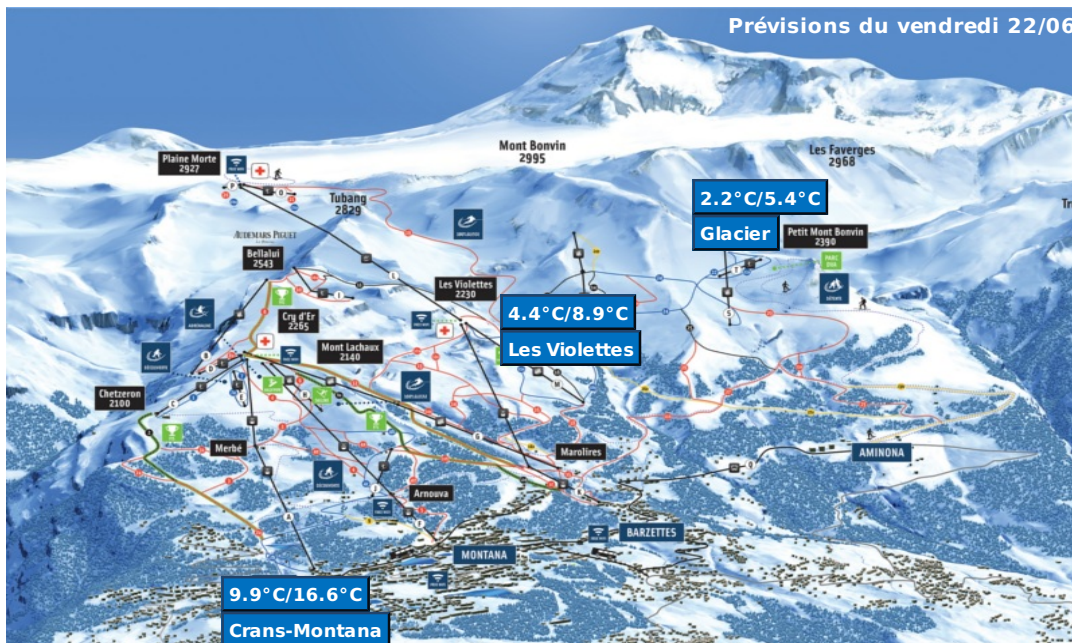 Prévisions du vendredi 22/06
Mont Bonvin
2995
Les Faverges
2968
Plaine Morte
2927
Tubang
2829
2.2°C/5.4°C
Glacier
Petit Mont Bonvin
2390
AUDEMARS PIGUET
Bellalui
2543
Les Violettes
2230
4.4°C/8.9°C
Les Violettes
Cry d'Er
2265
Mont Lachaux
2140
Chetzeron
2100
Merbé
Marolires
AMINONA
Arnouva
BARZETTES
MONTANA
9.9°C/16.6°C
Crans-Montana